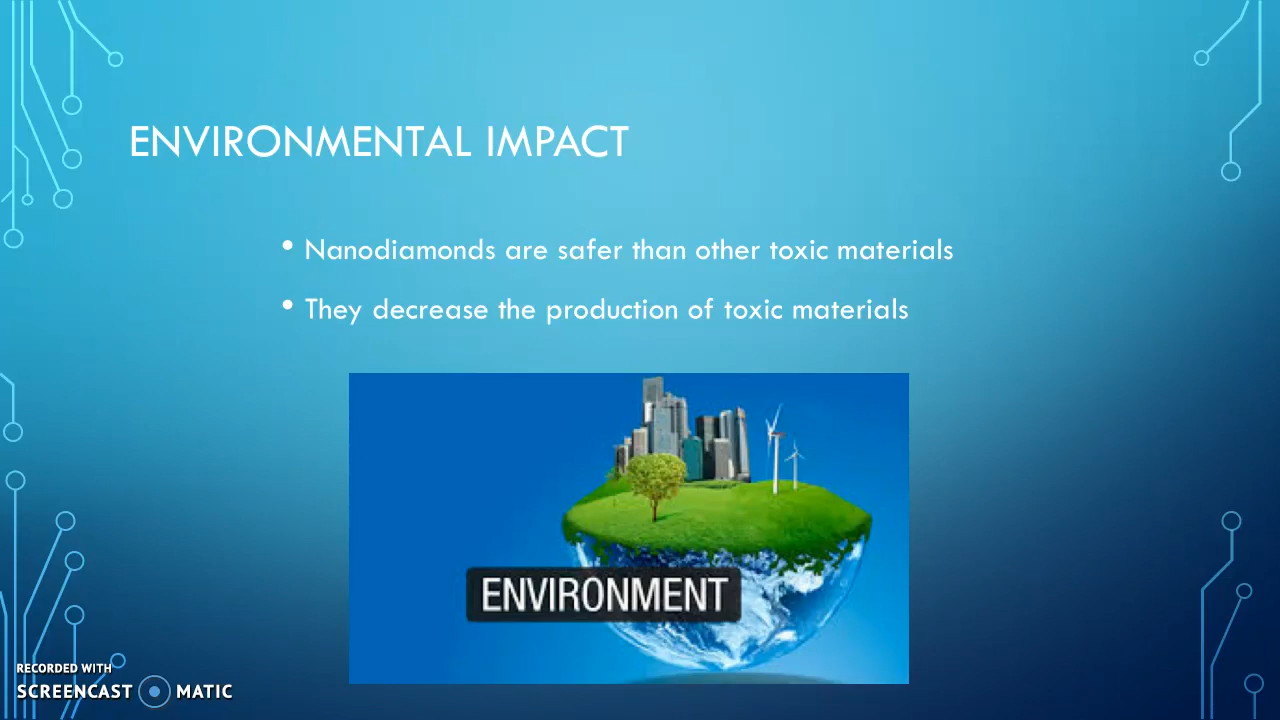 ENVIRONMENTAL IMPACT
• Nanodiamonds are safer than other toxic materials
• They decrease the production of toxic materials
ENVIRONMENT
RECORDED WITH
SCREENCAST MATIC